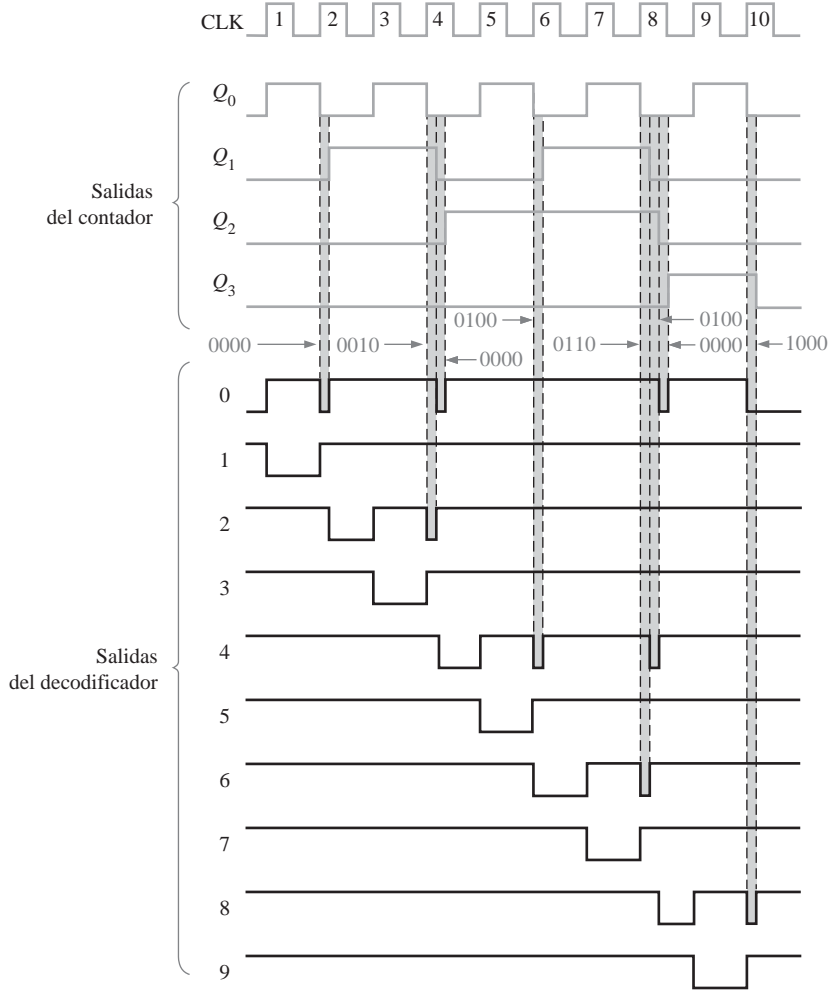 CLK 1 2 3 4 5 6 7 8 9 10
Q0
Q1
Salidas
del contador
Q2
Q3
0100 0100
0000 0010 0110 0000 1000
0000
0
1
2
3
Salidas
del decodificador
4
5
6
7
8
9